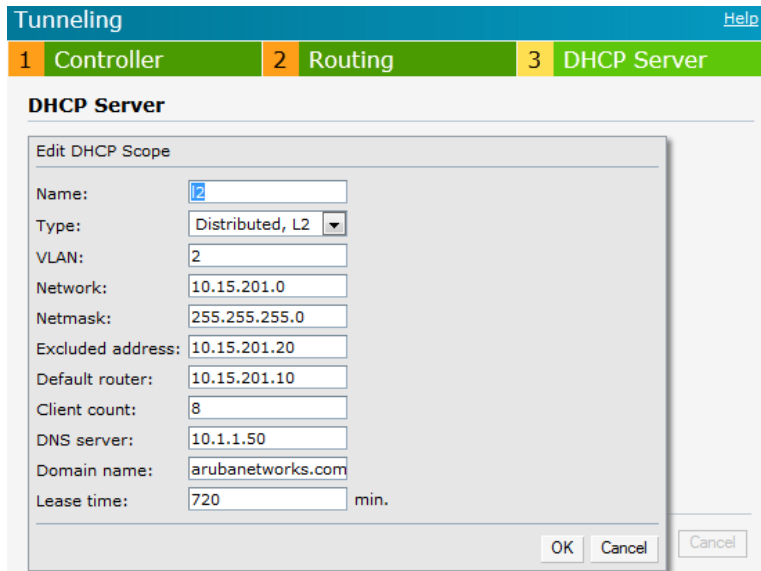 Tunneling Help
1 Controller 2 Routing 3 DHCP Server
DHCP Server
Edit DHCP Scope
Name: l2
Type: Distributed, L2
VLAN: 2
Network: 10.15.201.0
Netmask: 255.255.255.0
Excluded address: 10.15.201.20
Default router: 10.15.201.10
Client count: 8
DNS server: 10.1.1.50
Domain name: arubanetworks.com
Lease time: 720 min.
OK Cancel Cancel